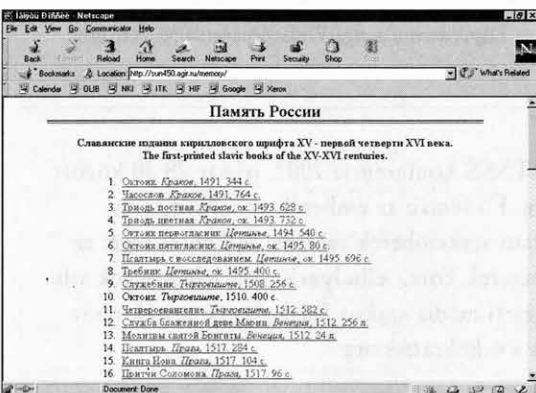 Netscape
File Edit View Go Communicator Help
Back Forward Reload Home Search Netscape Print Security Shop Stop
N
Bookmarks Location: http://sun450.agir.ru/memory/ What's Related
Calendar OLIB NKI ITK HIF Google Xerox
Память России
Славянские издания кирилловского шрифта XV - первой четверти XVI века.
The first-printed slavic books of the XV-XVI renturies.
1. Октоих. Краков, 1491. 344 с.
2. Часослов. Краков, 1491, 764 с.
3. Триодь постная. Краков, ок. 1493. 628 с.
4. Триодь цветная. Краков, ок. 1493. 732 с.
5. Октоих первогласник. Цетинье, 1494. 540 с.
6. Октоих пятигласник. Цетинье, ок. 1495. 80 с.
7. Псалтырь с восследованием. Цетинье, ок. 1495. 696 с.
8. Требник. Цетинье, ок. 1495. 400 с.
9. Служебник. Тырговиште, 1508. 256 с.
10. Октоих. Тырговиште, 1510. 400 с.
11. Четвероевангелие. Тырговиште, 1512. 582 с.
12. Служба блаженной деве Марии. Венеция, 1512. 256 л.
13. Молитвы святой Бригиты. Венеция, 1512. 24 л.
14. Псалтырь. Прага, 1517. 284 с.
15. Книга Иова. Прага, 1517. 104 с.
16. Притчи Соломона. Прага, 1517. 96 с.
Document: Done